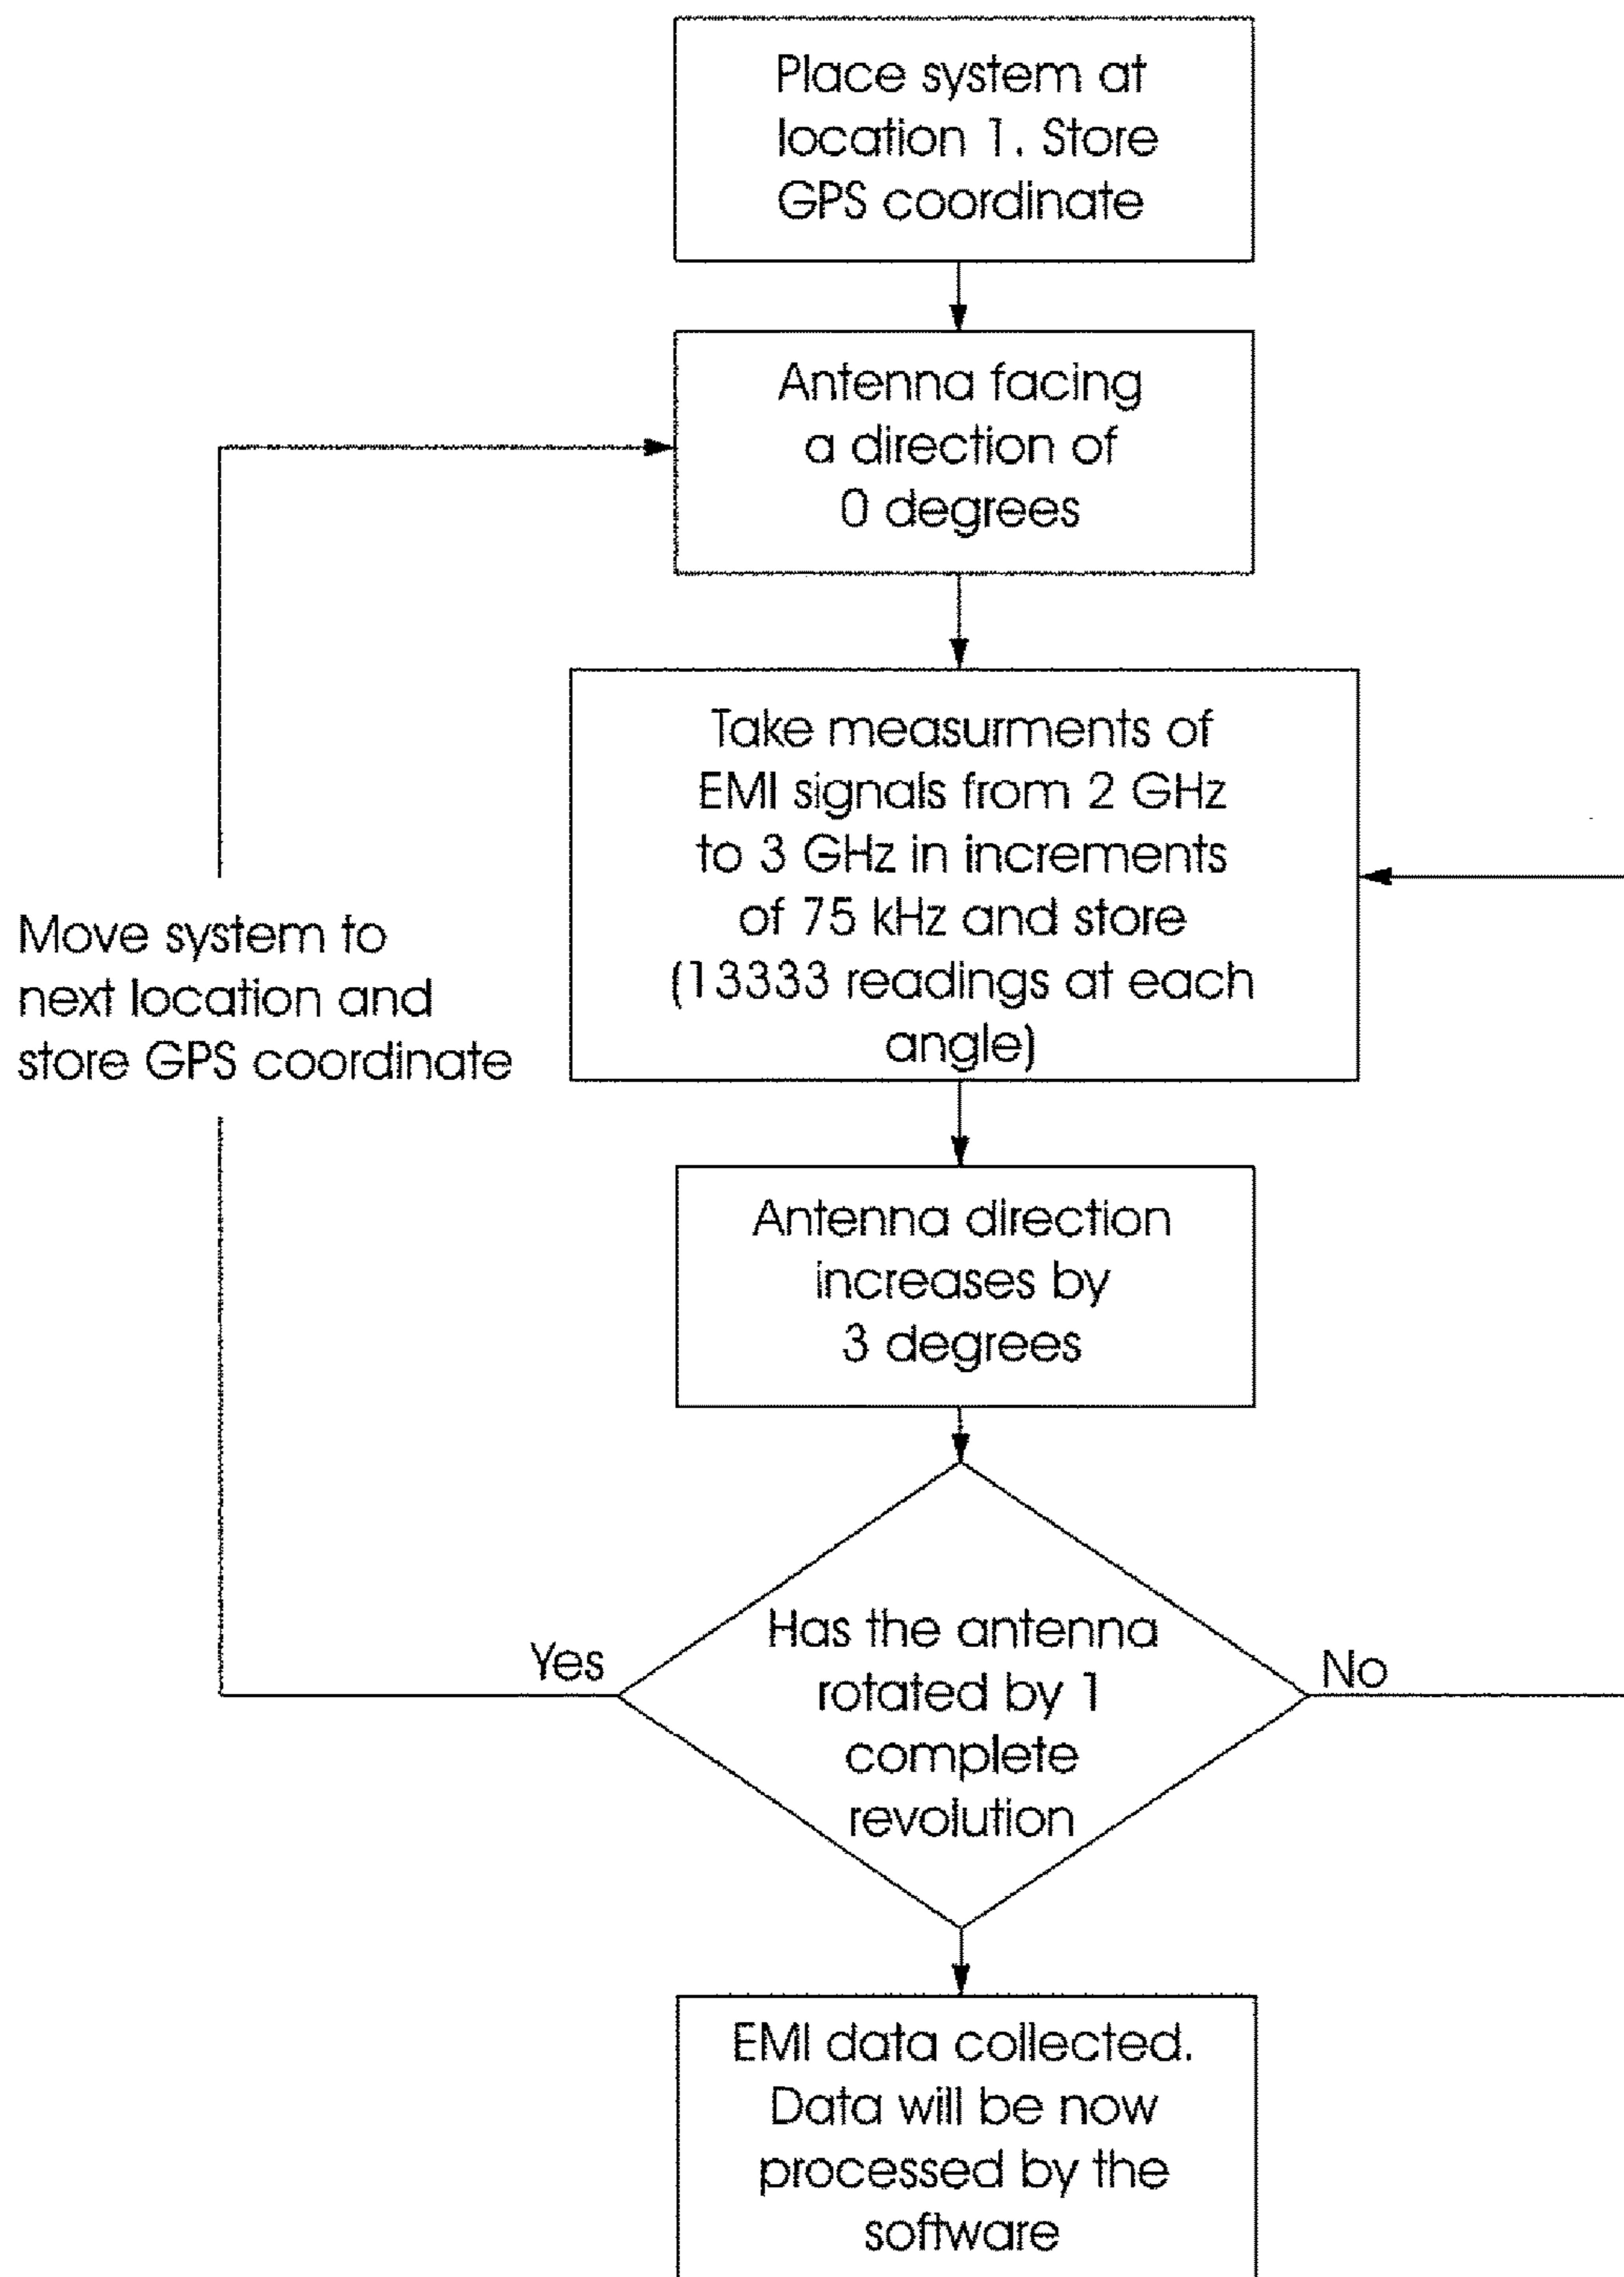 Place system at
location 1. Store
GPS coordinate
Antenna facing
a direction of
0 degrees
Take measurments of
EMI signals from 2 GHz
to 3 GHz in increments
of 75 kHz and store
(13333 readings at each
angle)
Move system to
next location and
store GPS coordinate
Antenna direction
increases by
3 degrees
Has the antenna
rotated by 1
complete
revolution
Yes
No
EMI data collected.
Data will be now
processed by the
software